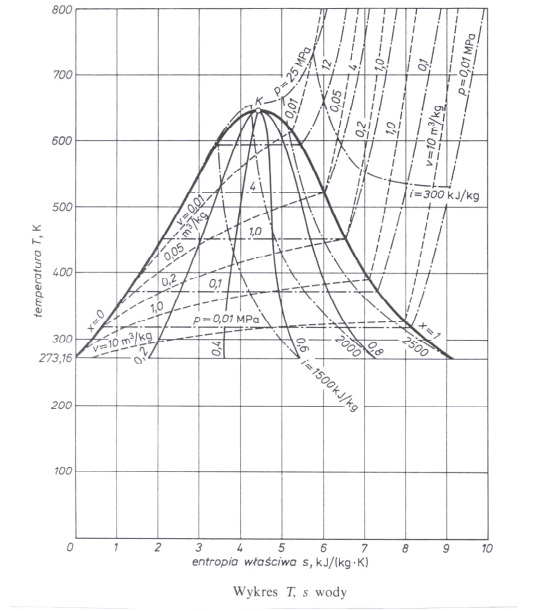 800
700
600
500
400
300
273,16
200
100
0
temperatura T, K
p = 25 MPa
12
4
1,0
0,1
p = 0,01 MPa
K
0,01
0,05
0,2
1,0
v = 10 m³/kg
i = 300 kJ/kg
v = 0,01 m³/kg
4
0,05
1,0
0,2
0,1
1,0
p = 0,01 MPa
x = 0
x = 1
v = 10 m³/kg
0,2
0,4
0,6
2000
0,8
2500
i = 1500 kJ/kg
0 1 2 3 4 5 6 7 8 9 10
entropia właściwa s, kJ/(kg·K)
Wykres T, s wody